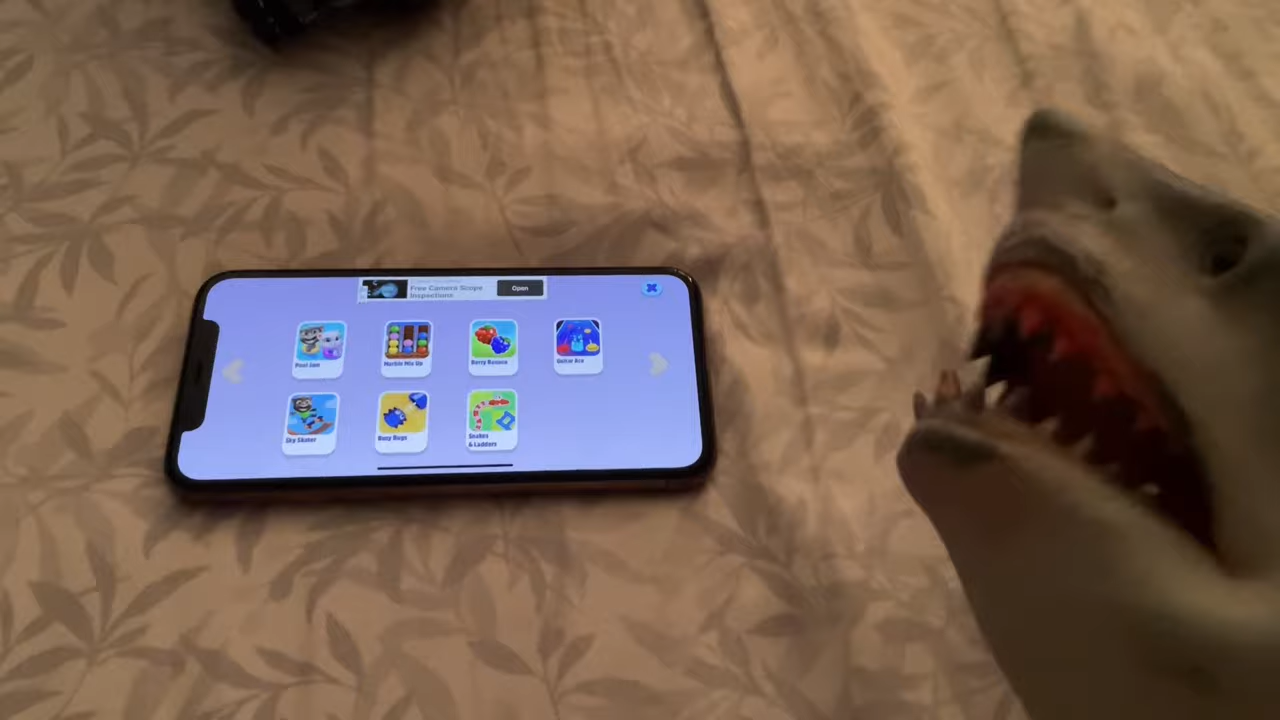 Free Camera Scope
Inspections
Open
Pool Jam
Marble Mix Up
Berry Bounce
Guitar Ace
Sky Skater
Busy Bugs
Snakes
& Ladders